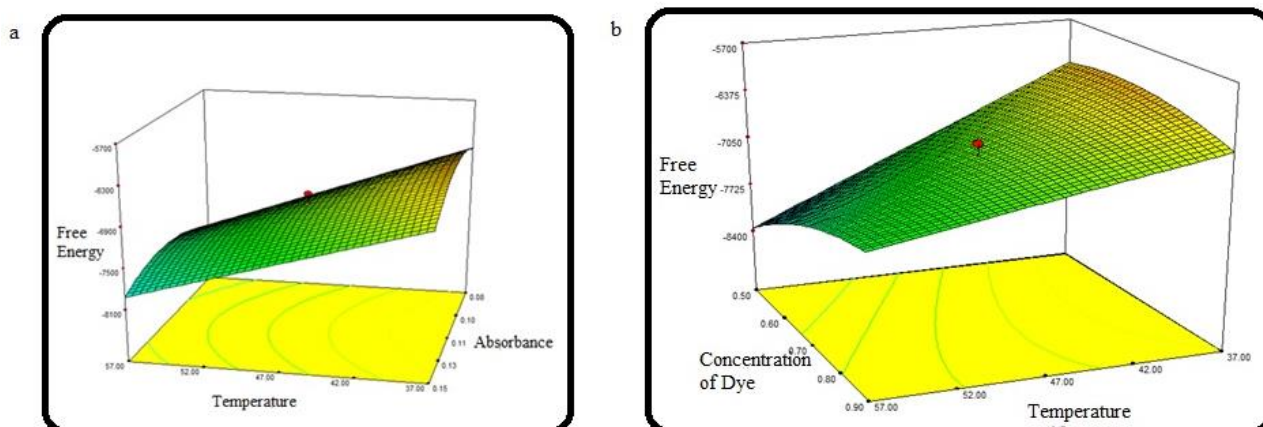 a
-5700
-6300
-6900
-7500
-8100
Free
Energy
57.00
52.00
47.00
42.00
37.00
Temperature
0.08
0.10
0.11
0.13
0.15
Absorbance
b
-5700
-6375
-7050
-7725
-8400
Free
Energy
0.50
0.60
0.70
0.80
0.90
Concentration
of Dye
57.00
52.00
47.00
42.00
37.00
Temperature